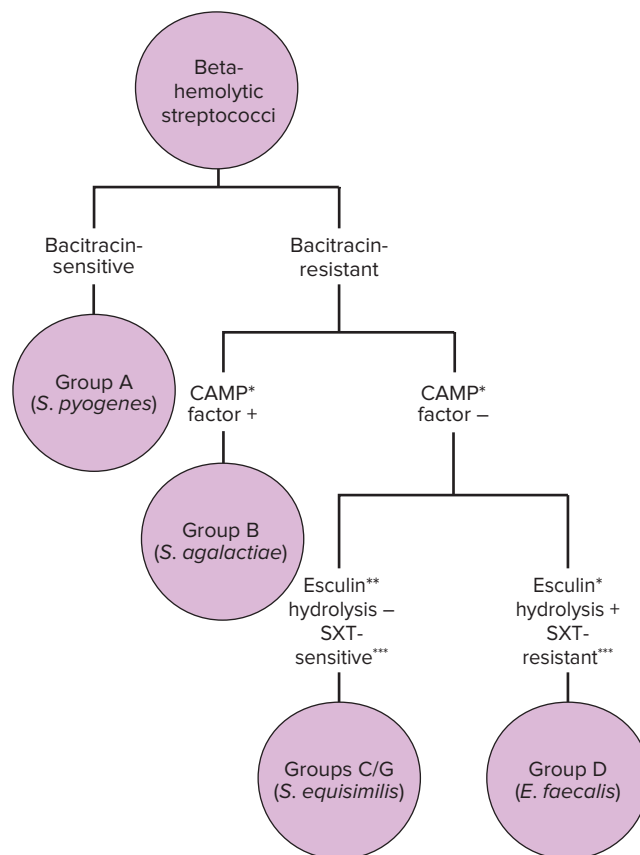 Beta-
hemolytic
streptococci
Bacitracin-
sensitive
Bacitracin-
resistant
Group A
(S. pyogenes)
CAMP*
factor +
CAMP*
factor –
Group B
(S. agalactiae)
Esculin**
hydrolysis –
SXT-
sensitive***
Esculin*
hydrolysis +
SXT-
resistant***
Groups C/G
(S. equisimilis)
Group D
(E. faecalis)